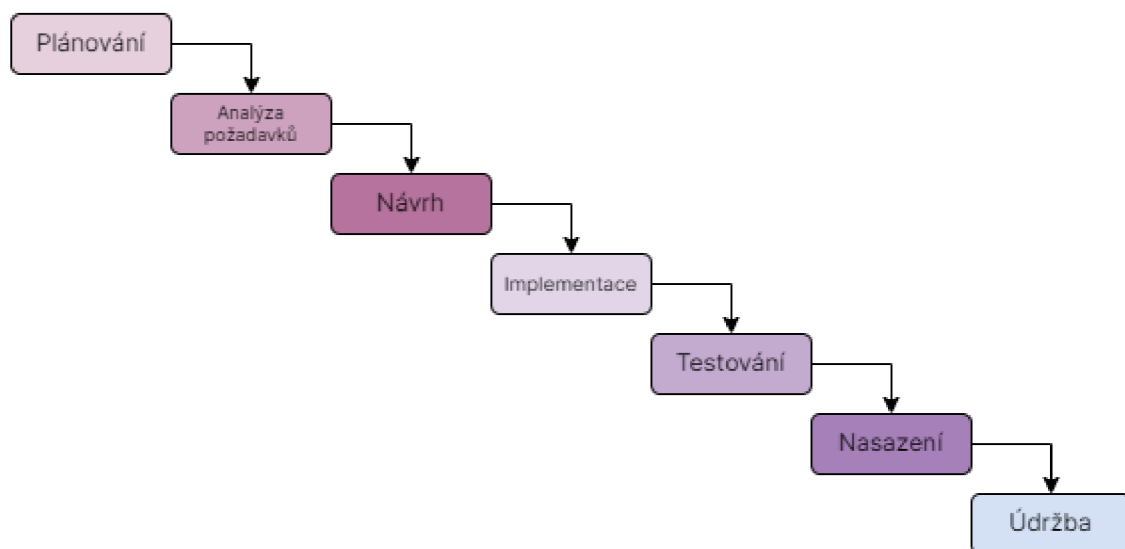 Plánování
Analýza
požadavků
Návrh
Implementace
Testování
Nasazení
Údržba